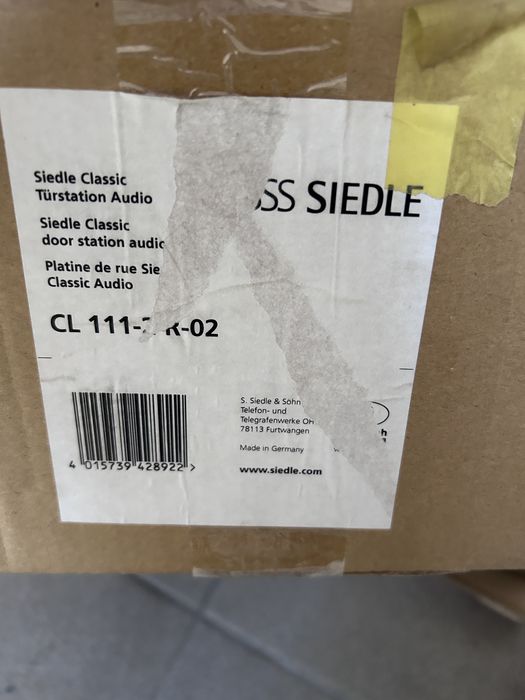 Siedle Classic
Türstation Audio
SS SIEDLE
Siedle Classic
door station audio
Platine de rue Sie
Classic Audio
CL 111- R-02
S. Siedle & Söhn
Telefon- und
Telegrafenwerke OH
78113 Furtwangen
Made in Germany
www.siedle.com
4 015739 428922 >